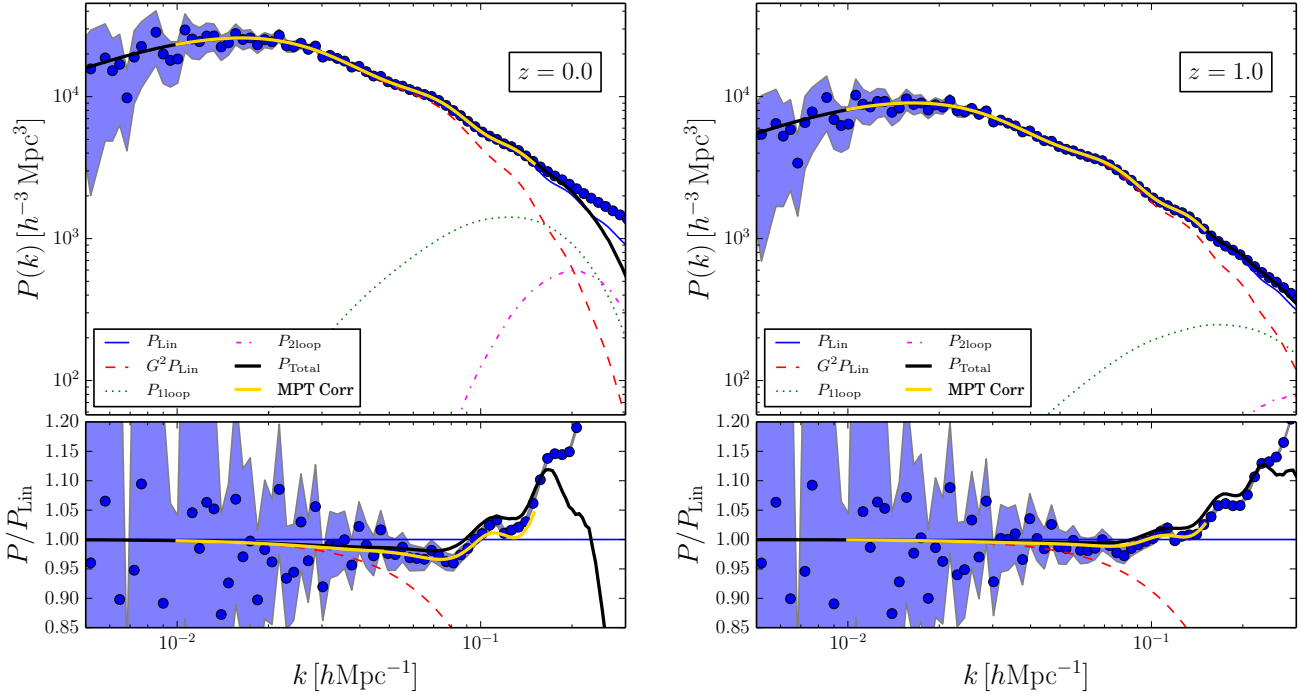 10⁴
10³
10²
P(k) [h⁻³ Mpc³]
z = 0.0
P_Lin
G²P_Lin
P_1loop
P_2loop
P_Total
MPT Corr
1.20
1.15
1.10
1.05
1.00
0.95
0.90
0.85
P/P_Lin
10⁻² 10⁻¹
k [hMpc⁻¹]
10⁴
10³
10²
P(k) [h⁻³ Mpc³]
z = 1.0
P_Lin
G²P_Lin
P_1loop
P_2loop
P_Total
MPT Corr
1.20
1.15
1.10
1.05
1.00
0.95
0.90
0.85
P/P_Lin
10⁻² 10⁻¹
k [hMpc⁻¹]